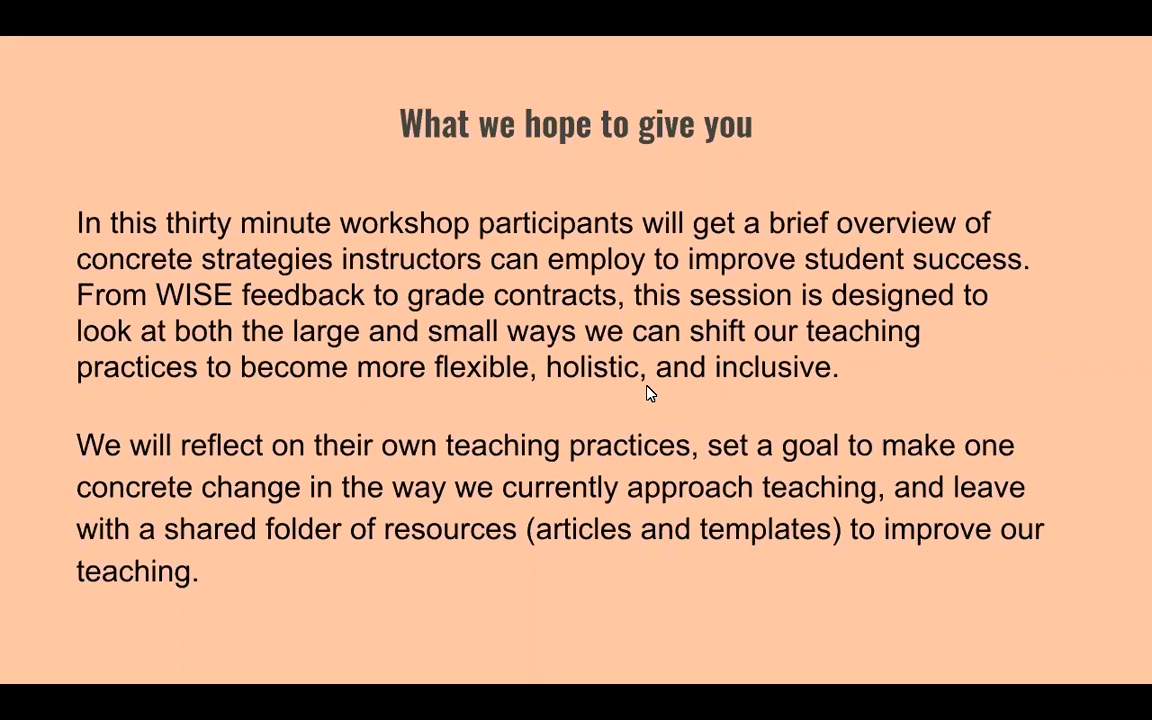 What we hope to give you
In this thirty minute workshop participants will get a brief overview of
concrete strategies instructors can employ to improve student success.
From WISE feedback to grade contracts, this session is designed to
look at both the large and small ways we can shift our teaching
practices to become more flexible, holistic, and inclusive.
We will reflect on their own teaching practices, set a goal to make one
concrete change in the way we currently approach teaching, and leave
with a shared folder of resources (articles and templates) to improve our
teaching.